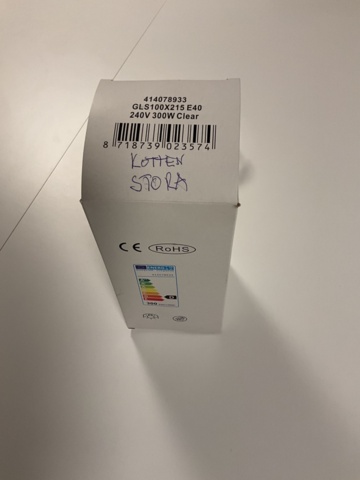 414078933
GLS100X215 E40
240V 300W Clear
8 718739 023574
KOTTEN
STORA
CE RoHS